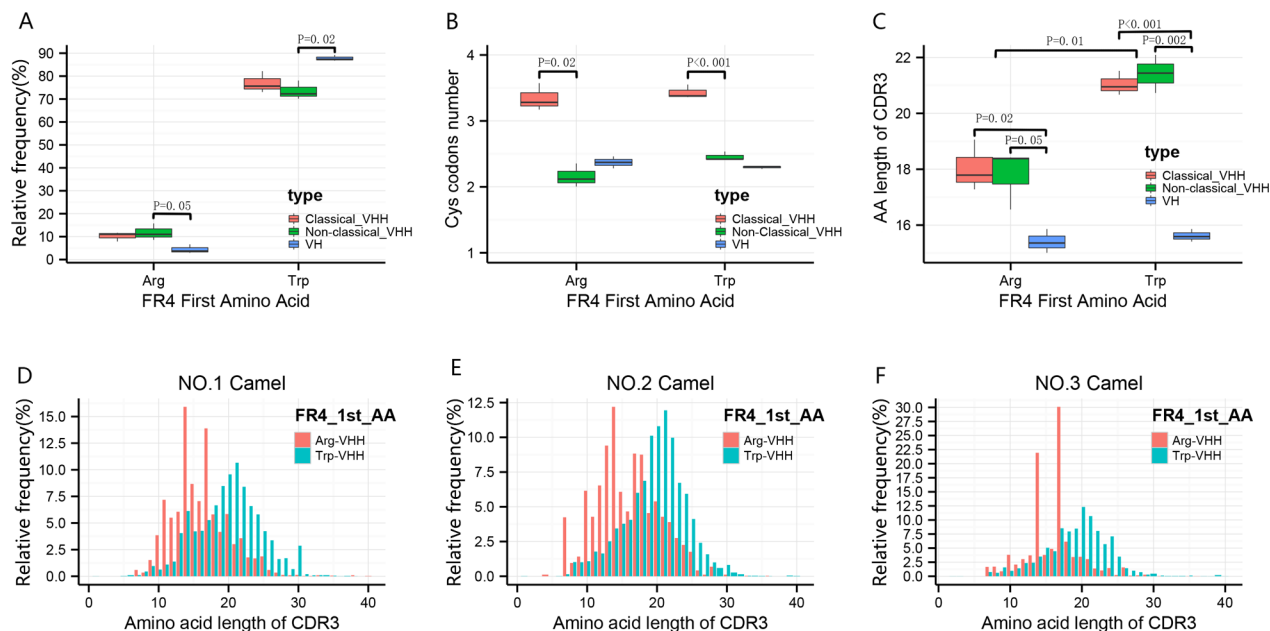 A
Relative frequency(%)
90
80
70
60
50
40
30
20
10
0
P=0.02
P=0.05
type
Classical_VHH
Non-classical_VHH
VH
Arg
Trp
FR4 First Amino Acid
B
Cys codons number
4
3
2
1
P=0.02
P<0.001
type
Classical_VHH
Non-Classical_VHH
VH
Arg
Trp
FR4 First Amino Acid
C
AA length of CDR3
22
20
18
16
P<0.001
P=0.002
P=0.01
P=0.02
P=0.05
type
Classical_VHH
Non-classical_VHH
VH
Arg
Trp
FR4 First Amino Acid
D
NO.1 Camel
Relative frequency(%)
15.0
12.5
10.0
7.5
5.0
2.5
0.0
FR4_1st_AA
Arg-VHH
Trp-VHH
0 10 20 30 40
Amino acid length of CDR3
E
NO.2 Camel
Relative frequency(%)
12.5
10.0
7.5
5.0
2.5
0.0
FR4_1st_AA
Arg-VHH
Trp-VHH
0 10 20 30 40
Amino acid length of CDR3
F
NO.3 Camel
Relative frequency(%)
30.0
27.5
25.0
22.5
20.0
17.5
15.0
12.5
10.0
7.5
5.0
2.5
0.0
FR4_1st_AA
Arg-VHH
Trp-VHH
0 10 20 30 40
Amino acid length of CDR3